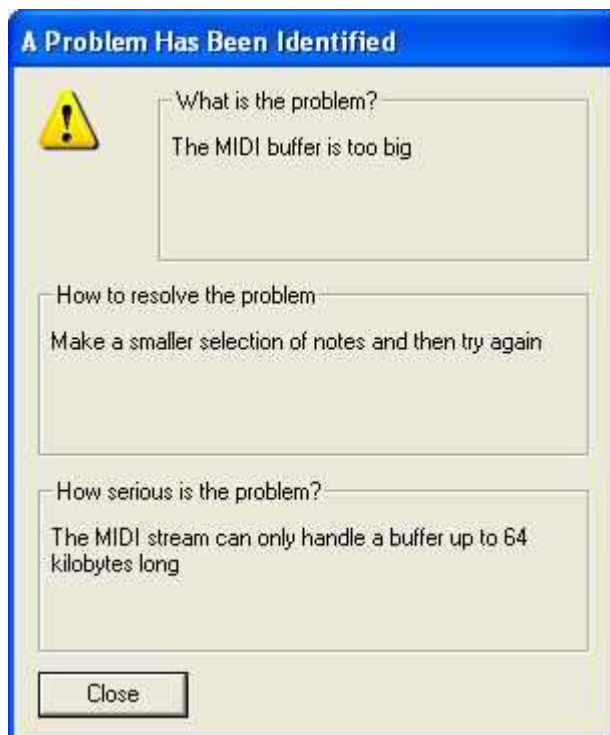 A Problem Has Been Identified
What is the problem?
The MIDI buffer is too big
How to resolve the problem
Make a smaller selection of notes and then try again
How serious is the problem?
The MIDI stream can only handle a buffer up to 64
kilobytes long
Close